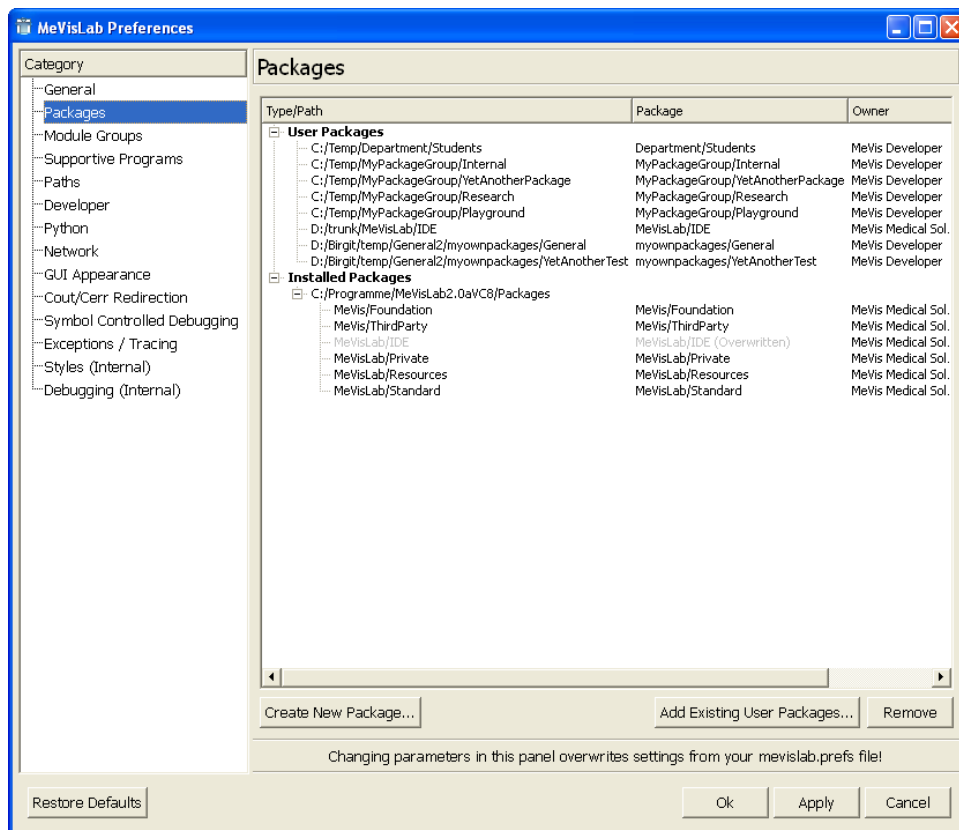 MeVisLab Preferences
Category
General
Packages
Module Groups
Supportive Programs
Paths
Developer
Python
Network
GUI Appearance
Cout/Cerr Redirection
Symbol Controlled Debugging
Exceptions / Tracing
Styles (Internal)
Debugging (Internal)
Packages
Type/Path Package Owner
User Packages
C:/Temp/Department/Students Department/Students MeVis Developer
C:/Temp/MyPackageGroup/Internal MyPackageGroup/Internal MeVis Developer
C:/Temp/MyPackageGroup/YetAnotherPackage MyPackageGroup/YetAnotherPackage MeVis Developer
C:/Temp/MyPackageGroup/Research MyPackageGroup/Research MeVis Developer
C:/Temp/MyPackageGroup/Playground MyPackageGroup/Playground MeVis Developer
D:/trunk/MeVisLab/IDE MeVisLab/IDE MeVis Medical Sol.
D:/Birgit/temp/General2/myownpackages/General myownpackages/General MeVis Developer
D:/Birgit/temp/General2/myownpackages/YetAnotherTest myownpackages/YetAnotherTest MeVis Developer
Installed Packages
C:/Programme/MeVisLab2.0aVC8/Packages
MeVis/Foundation MeVis/Foundation MeVis Medical Sol.
MeVis/ThirdParty MeVis/ThirdParty MeVis Medical Sol.
MeVisLab/IDE MeVisLab/IDE (Overwritten) MeVis Medical Sol.
MeVisLab/Private MeVisLab/Private MeVis Medical Sol.
MeVisLab/Resources MeVisLab/Resources MeVis Medical Sol.
MeVisLab/Standard MeVisLab/Standard MeVis Medical Sol.
Create New Package... Add Existing User Packages... Remove
Changing parameters in this panel overwrites settings from your mevislab.prefs file!
Restore Defaults Ok Apply Cancel